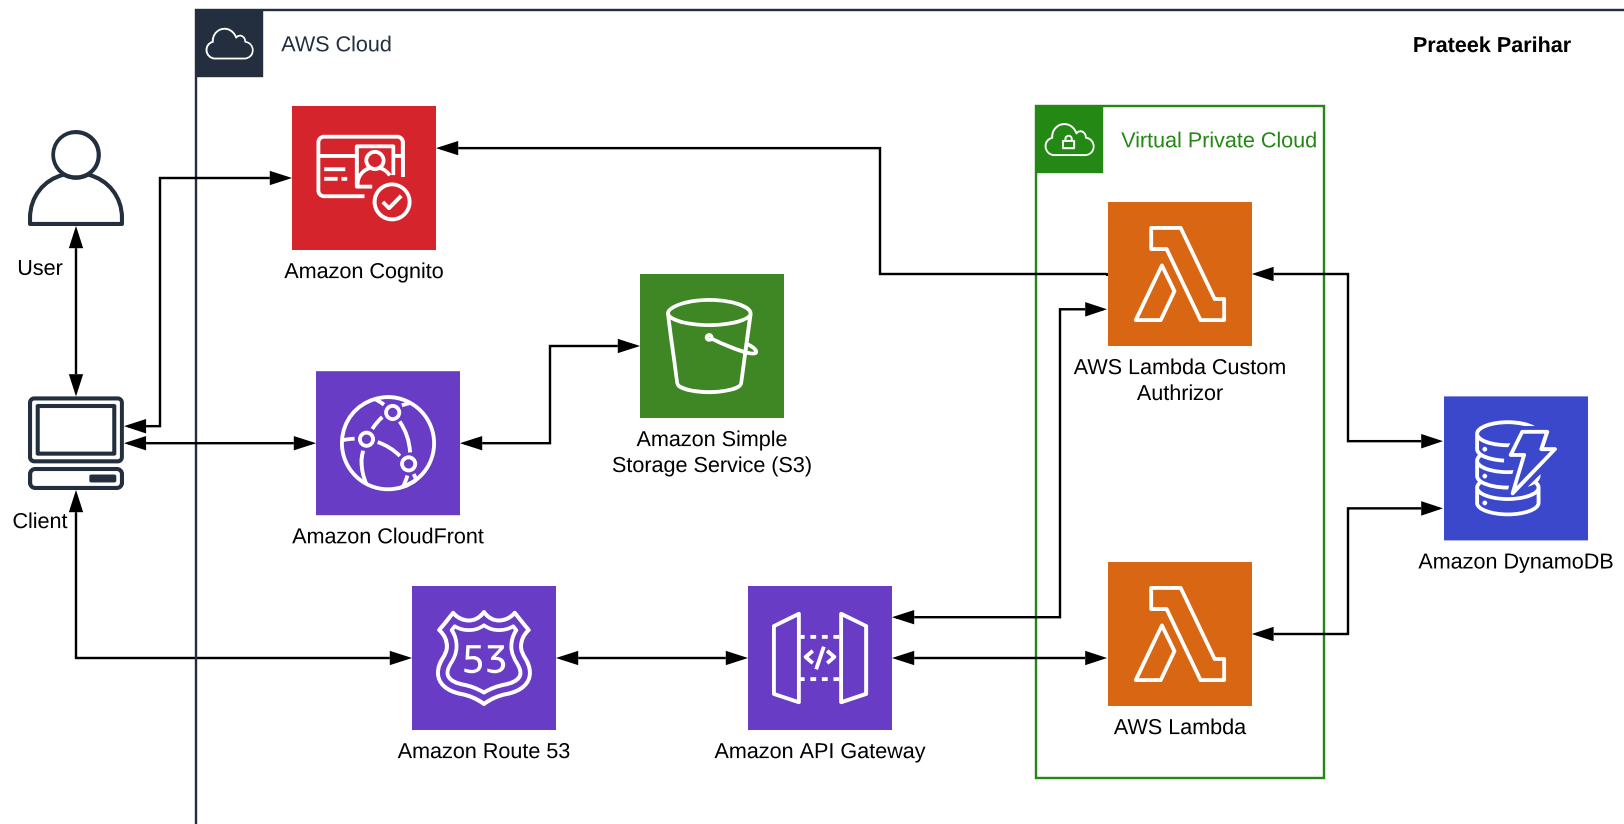 AWS Cloud
Prateek Parihar
Virtual Private Cloud
User
Amazon Cognito
AWS Lambda Custom
Authrizor
Amazon Simple
Storage Service (S3)
Client
Amazon CloudFront
Amazon DynamoDB
53
</>
Amazon Route 53
Amazon API Gateway
AWS Lambda